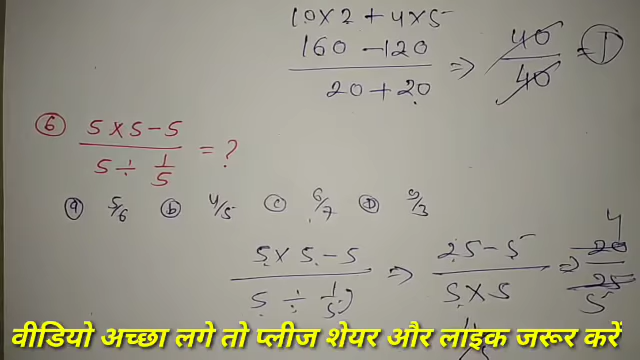 10×2 + 4×5
160 - 120
20 + 20
⇒ 40/40 = 1
⑥ 5×5-5 / 5 ÷ 1/5 = ?
ⓐ 5/6 ⓑ 4/5 ⓒ 6/7 Ⓓ
5×5-5 / 5 ÷ 1/5 ⇒ 25-5 / 5×5 ⇒ 20/25
4
5
वीडियो अच्छा लगे तो प्लीज शेयर और लाइक जरूर करें